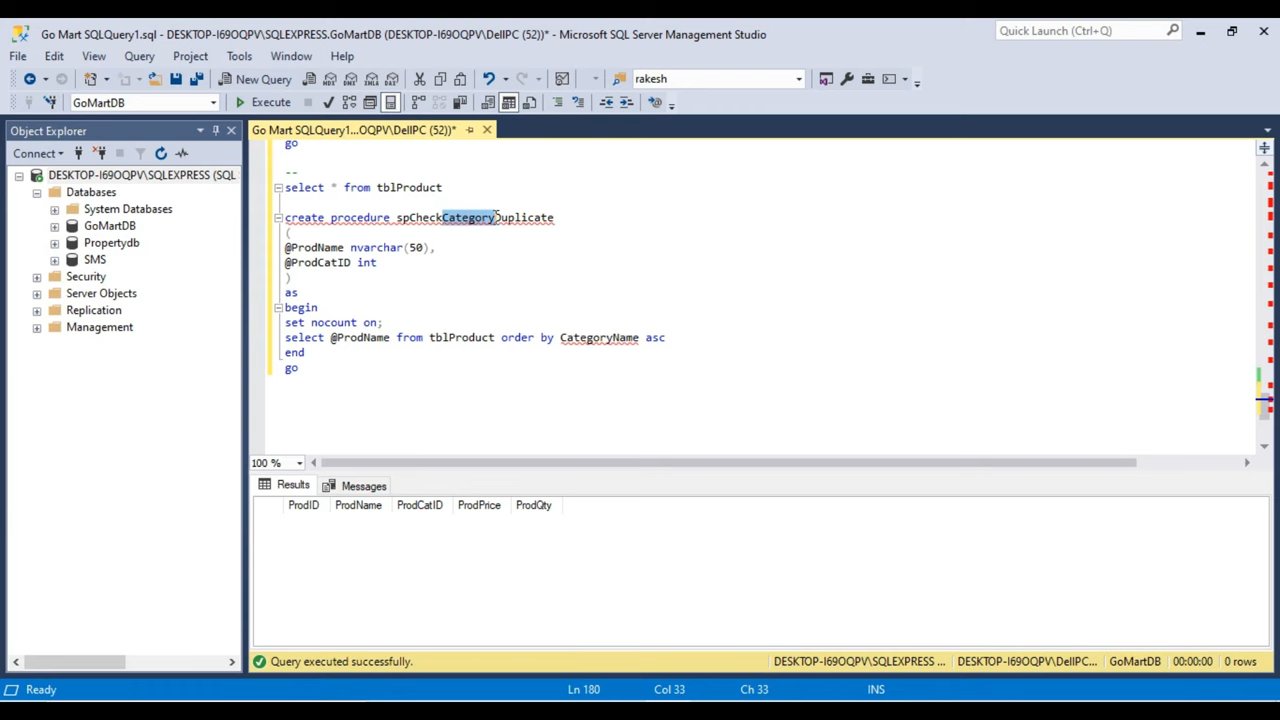 Go Mart SQLQuery1.sql - DESKTOP-I69OQPV\SQLEXPRESS.GoMartDB (DESKTOP-I69OQPV\DellPC (52))* - Microsoft SQL Server Management Studio
Quick Launch (Ctrl+Q)
File Edit View Query Project Tools Window Help
New Query
rakesh
GoMartDB
Execute
Object Explorer
Go Mart SQLQuery1...OQPV\DellPC (52))*
Connect
DESKTOP-I69OQPV\SQLEXPRESS (SQL
Databases
System Databases
GoMartDB
Propertydb
SMS
Security
Server Objects
Replication
Management
go
--
select * from tblProduct
create procedure spCheckCategoryDuplicate
(
@ProdName nvarchar(50),
@ProdCatID int
)
as
begin
set nocount on;
select @ProdName from tblProduct order by CategoryName asc
end
go
100 %
Results Messages
ProdID ProdName ProdCatID ProdPrice ProdQty
Query executed successfully.
DESKTOP-I69OQPV\SQLEXPRESS ... DESKTOP-I69OQPV\DellPC... GoMartDB 00:00:00 0 rows
Ready Ln 180 Col 33 Ch 33 INS